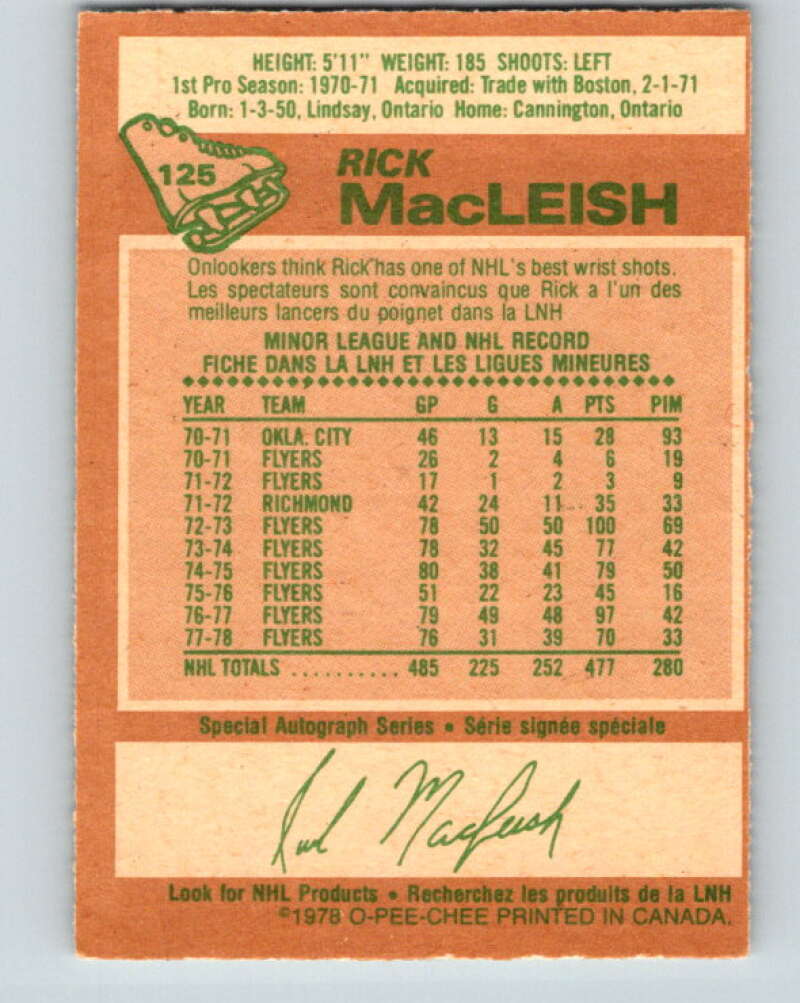 HEIGHT: 5'11" WEIGHT: 185 SHOOTS: LEFT
1st Pro Season: 1970-71 Acquired: Trade with Boston, 2-1-71
Born: 1-3-50, Lindsay, Ontario Home: Cannington, Ontario
125
RICK
MacLEISH
Onlookers think Rick has one of NHL's best wrist shots.
Les spectateurs sont convaincus que Rick a l'un des
meilleurs lancers du poignet dans la LNH
MINOR LEAGUE AND NHL RECORD
FICHE DANS LA LNH ET LES LIGUES MINEURES
YEAR TEAM GP G A PTS PIM
70-71 OKLA. CITY 46 13 15 28 93
70-71 FLYERS 26 2 4 6 19
71-72 FLYERS 17 1 2 3 9
71-72 RICHMOND 42 24 11 35 33
72-73 FLYERS 78 50 50 100 69
73-74 FLYERS 78 32 45 77 42
74-75 FLYERS 80 38 41 79 50
75-76 FLYERS 51 22 23 45 16
76-77 FLYERS 79 49 48 97 42
77-78 FLYERS 76 31 39 70 33
NHL TOTALS .......... 485 225 252 477 280
Special Autograph Series • Série signée spéciale
Rick MacLeish
Look for NHL Products • Recherchez les produits de la LNH
©1978 O-PEE-CHEE PRINTED IN CANADA.